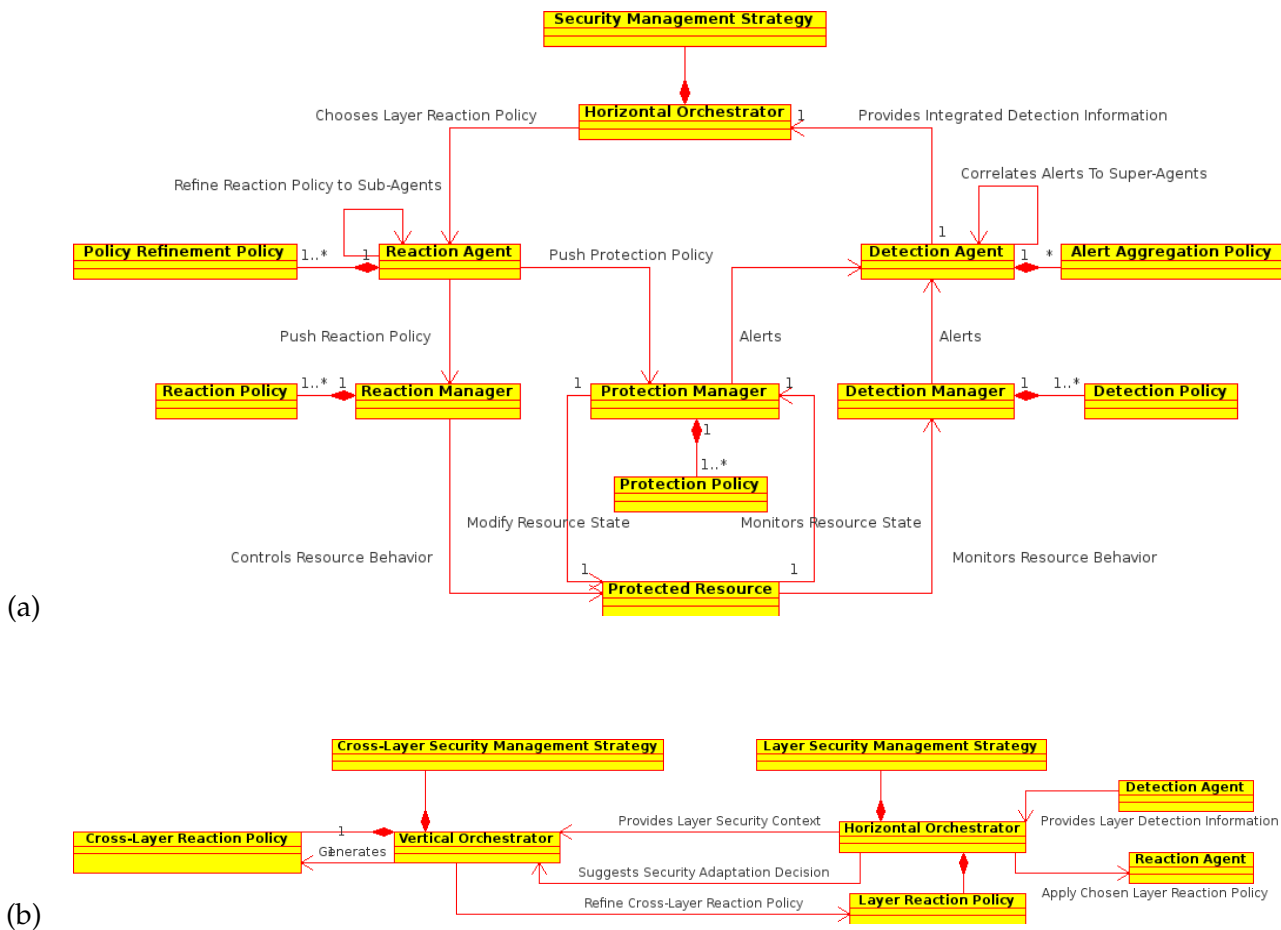 Security Management Strategy
Chooses Layer Reaction Policy
Horizontal Orchestrator
1
Provides Integrated Detection Information
Refine Reaction Policy to Sub-Agents
Correlates Alerts To Super-Agents
Policy Refinement Policy
1..*
1
Reaction Agent
Push Protection Policy
1
Detection Agent
1
*
Alert Aggregation Policy
Push Reaction Policy
Alerts
Alerts
Reaction Policy
1..*
1
Reaction Manager
1
Protection Manager
1
Detection Manager
1
1..*
Detection Policy
1
1..*
Protection Policy
Modify Resource State
Monitors Resource State
Controls Resource Behavior
Monitors Resource Behavior
1
1
Protected Resource
(a)
Cross-Layer Security Management Strategy
Layer Security Management Strategy
Detection Agent
Provides Layer Security Context
Provides Layer Detection Information
Cross-Layer Reaction Policy
1
Vertical Orchestrator
Horizontal Orchestrator
Generates
1
Reaction Agent
Suggests Security Adaptation Decision
Apply Chosen Layer Reaction Policy
Refine Cross-Layer Reaction Policy
Layer Reaction Policy
(b)